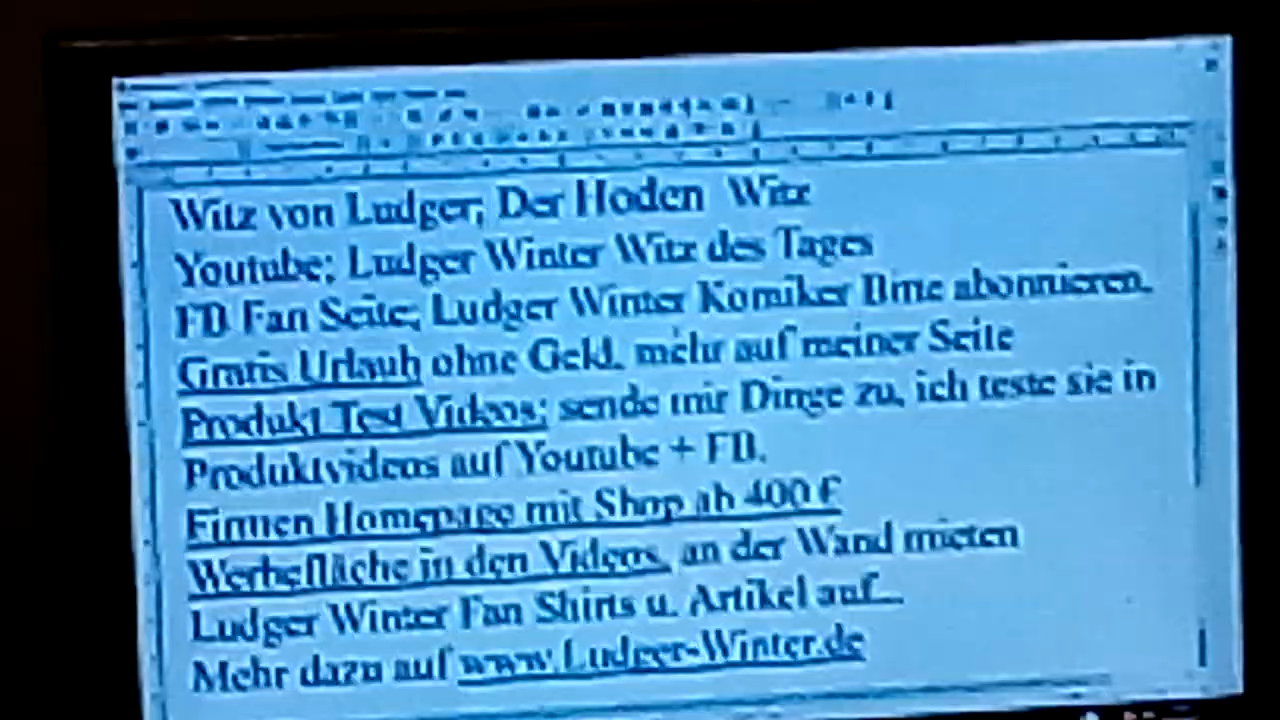 Witz von Ludger; Der Hoden Witz
Youtube: Ludger Winter Witz des Tages
FB Fan Seite; Ludger Winter Komiker Bitte abonnieren.
Gratis Urlaub ohne Geld. mehr auf meiner Seite
Produkt Test Videos: sende mir Dinge zu, ich teste sie in
Produktvideos auf Youtube + FB.
Firmen Homepage mit Shop ab 400 €
Werbefläche in den Videos, an der Wand mieten
Ludger Winter Fan Shirts u. Artikel auf...
Mehr dazu auf www.Ludger-Winter.de